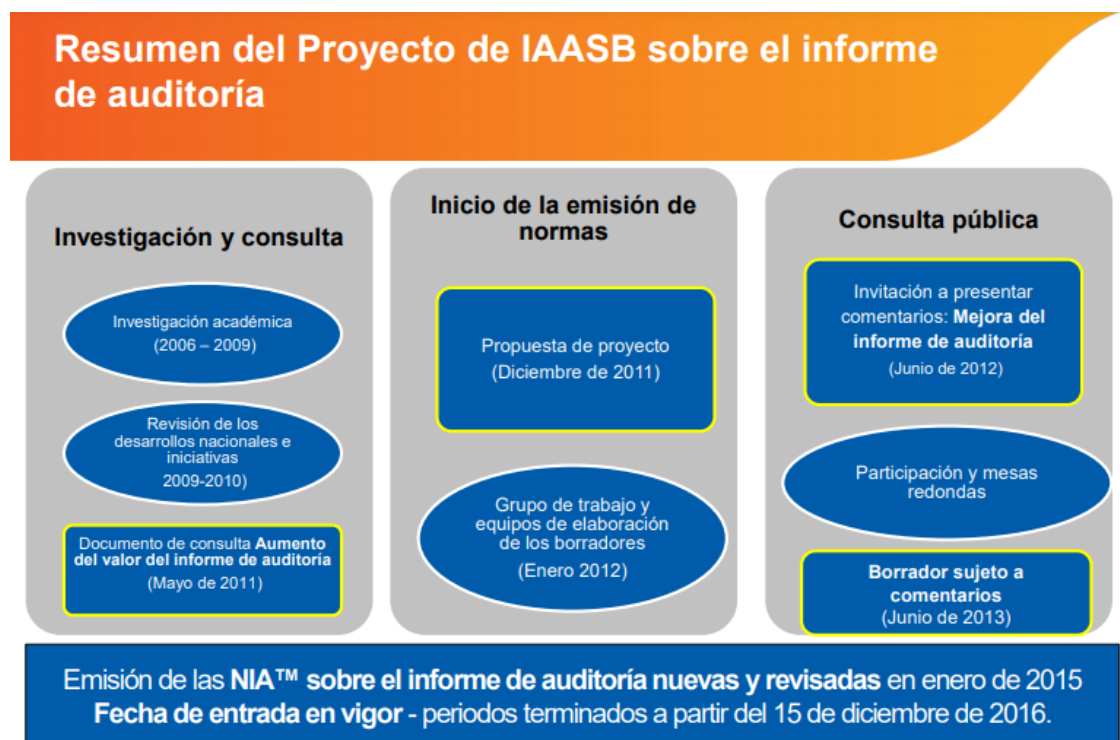 Resumen del Proyecto de IAASB sobre el informe
de auditoría
Investigación y consulta
Investigación académica
(2006 – 2009)
Revisión de los
desarrollos nacionales e
iniciativas
2009-2010)
Documento de consulta Aumento
del valor del informe de auditoría
(Mayo de 2011)
Inicio de la emisión de
normas
Propuesta de proyecto
(Diciembre de 2011)
Grupo de trabajo y
equipos de elaboración
de los borradores
(Enero 2012)
Consulta pública
Invitación a presentar
comentarios: Mejora del
informe de auditoría
(Junio de 2012)
Participación y mesas
redondas
Borrador sujeto a
comentarios
(Junio de 2013)
Emisión de las NIA™ sobre el informe de auditoría nuevas y revisadas en enero de 2015
Fecha de entrada en vigor - periodos terminados a partir del 15 de diciembre de 2016.